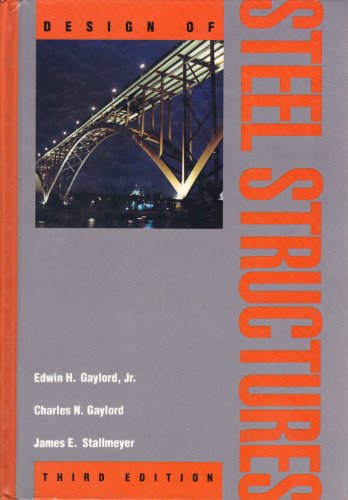 DESIGN OF
STEEL STRUCTURES
Edwin H. Gaylord, Jr.
Charles N. Gaylord
James E. Stallmeyer
THIRD EDITION